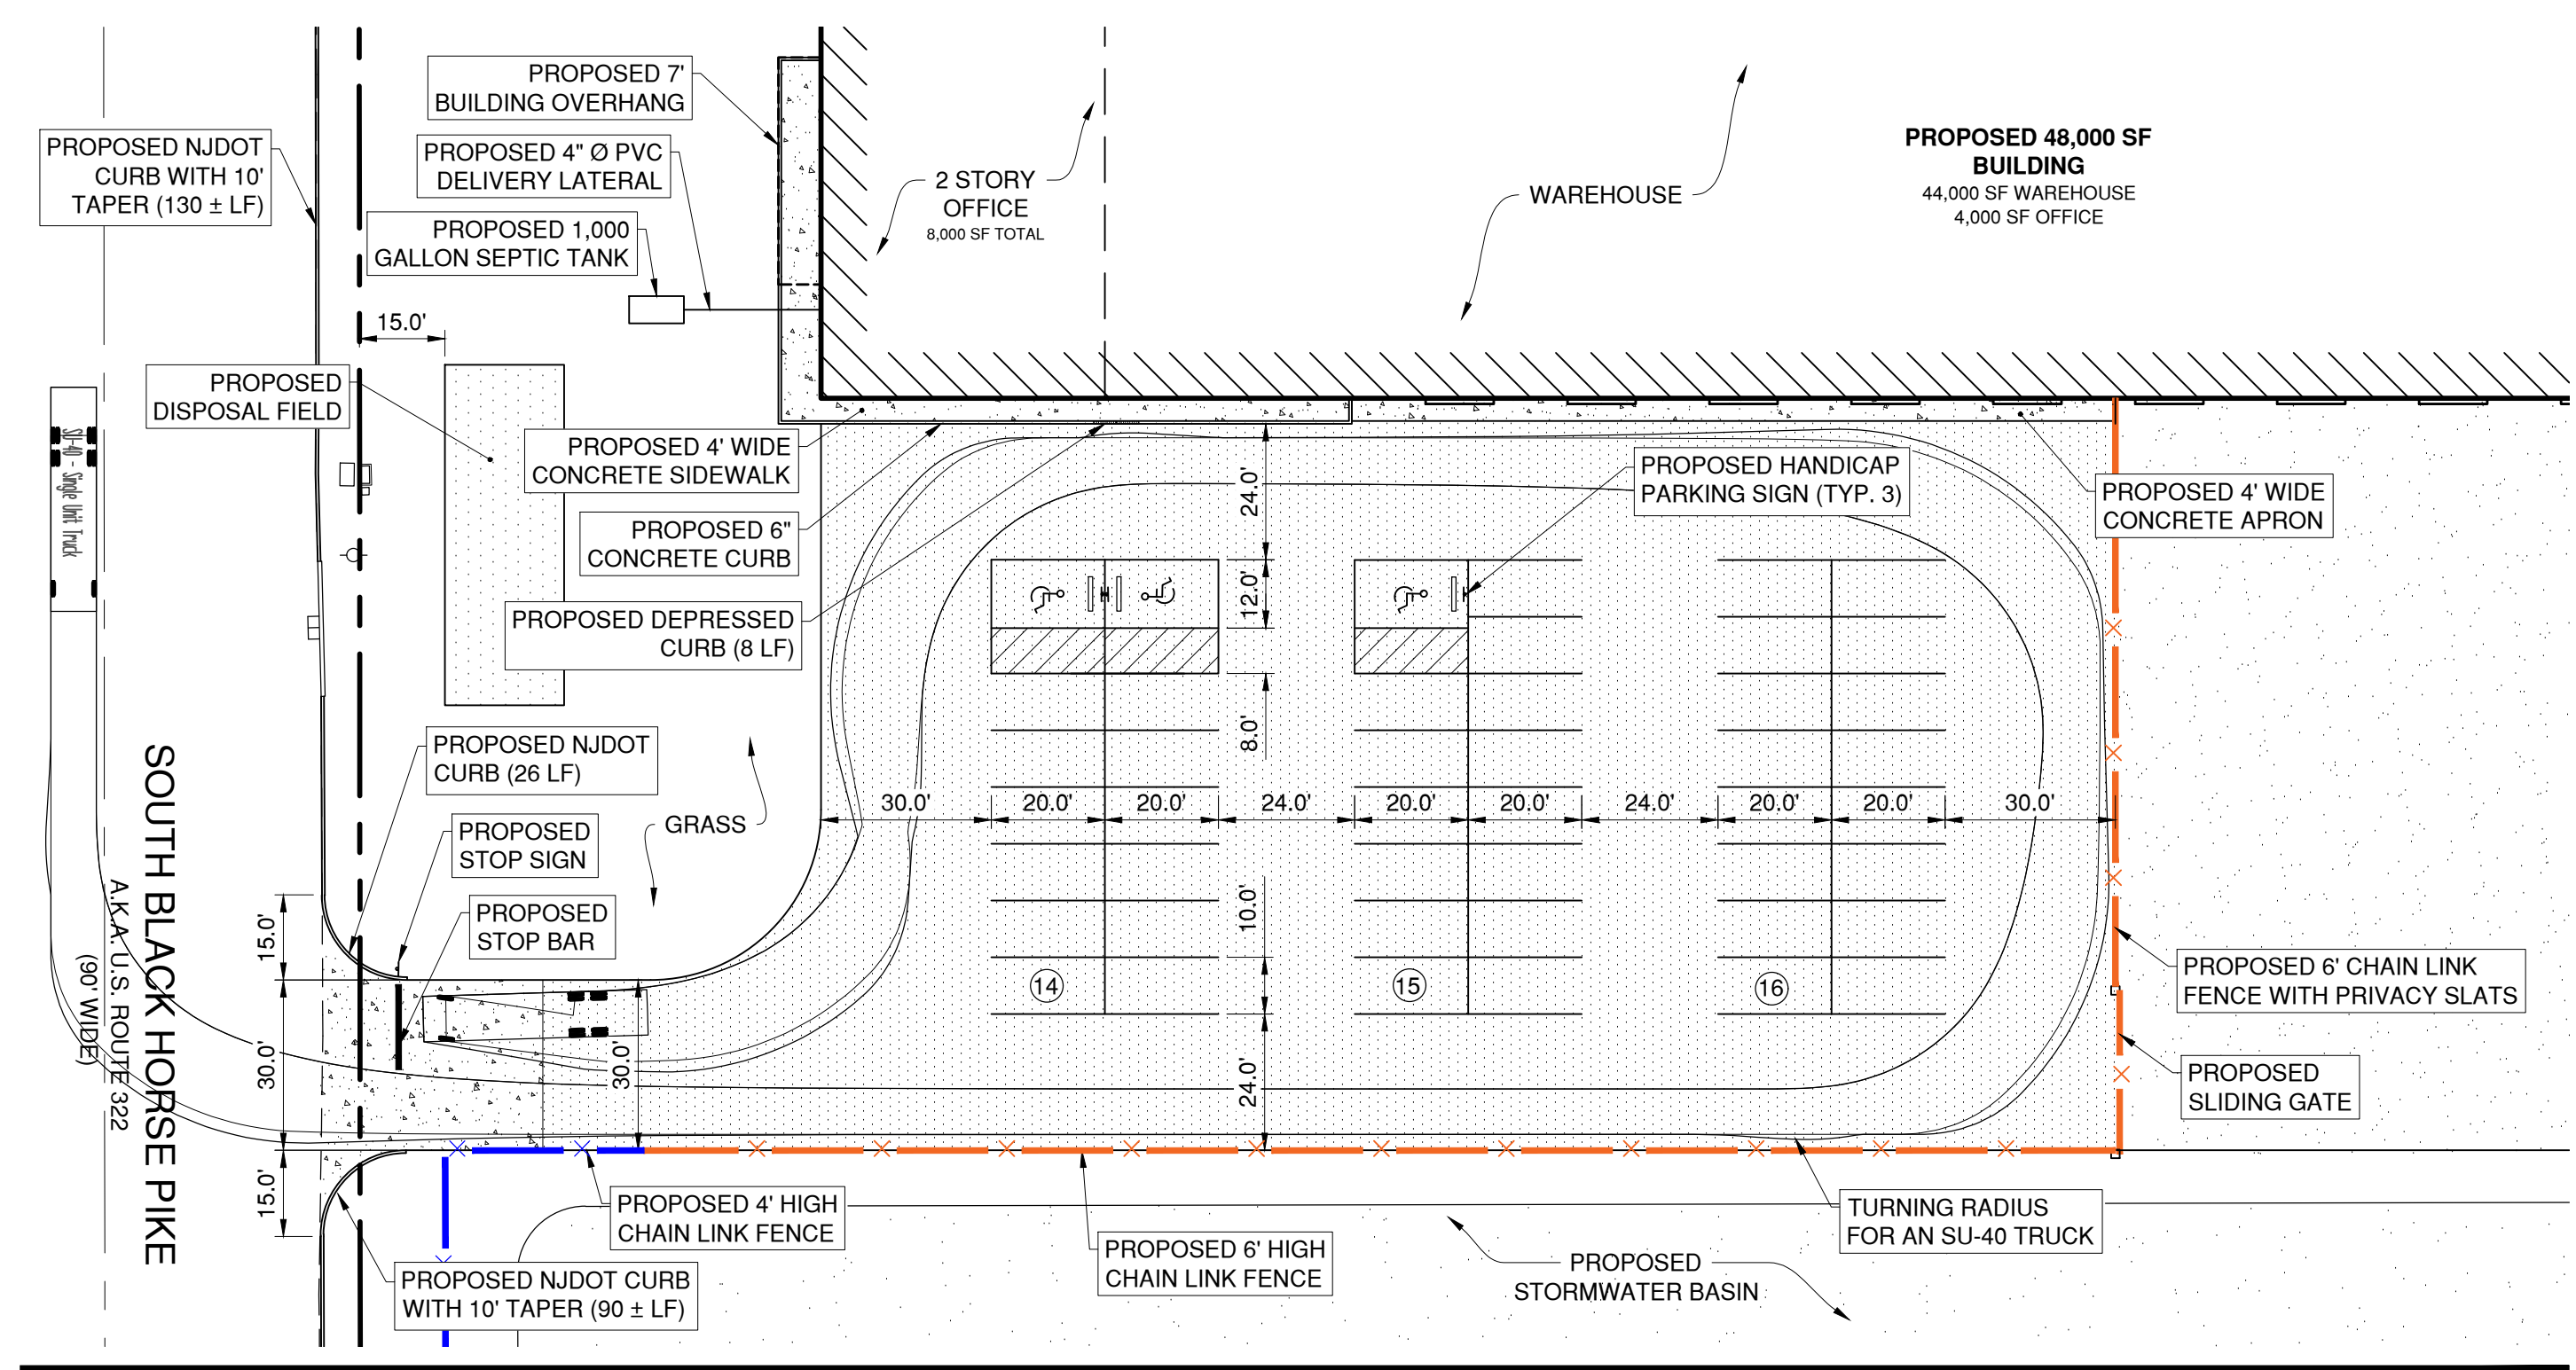 PROPOSED 7'
BUILDING OVERHANG
PROPOSED NJDOT
CURB WITH 10'
TAPER (130 ± LF)
PROPOSED 4" Ø PVC
DELIVERY LATERAL
PROPOSED 1,000
GALLON SEPTIC TANK
2 STORY
OFFICE
8,000 SF TOTAL
WAREHOUSE
PROPOSED 48,000 SF
BUILDING
44,000 SF WAREHOUSE
4,000 SF OFFICE
15.0'
PROPOSED
DISPOSAL FIELD
SU-40 - Single Unit Truck
PROPOSED 4' WIDE
CONCRETE SIDEWALK
PROPOSED 6"
CONCRETE CURB
PROPOSED DEPRESSED
CURB (8 LF)
24.0'
12.0'
8.0'
10.0'
24.0'
PROPOSED HANDICAP
PARKING SIGN (TYP. 3)
PROPOSED 4' WIDE
CONCRETE APRON
PROPOSED NJDOT
CURB (26 LF)
PROPOSED
STOP SIGN
PROPOSED
STOP BAR
GRASS
30.0'
20.0'
20.0'
24.0'
20.0'
20.0'
24.0'
20.0'
20.0'
30.0'
14
15
16
SOUTH BLACK HORSE PIKE
A.K.A. U.S. ROUTE 322
(90' WIDE)
15.0'
30.0'
15.0'
30.0'
PROPOSED 6' CHAIN LINK
FENCE WITH PRIVACY SLATS
PROPOSED
SLIDING GATE
PROPOSED 4' HIGH
CHAIN LINK FENCE
PROPOSED 6' HIGH
CHAIN LINK FENCE
TURNING RADIUS
FOR AN SU-40 TRUCK
PROPOSED
STORMWATER BASIN
PROPOSED NJDOT CURB
WITH 10' TAPER (90 ± LF)